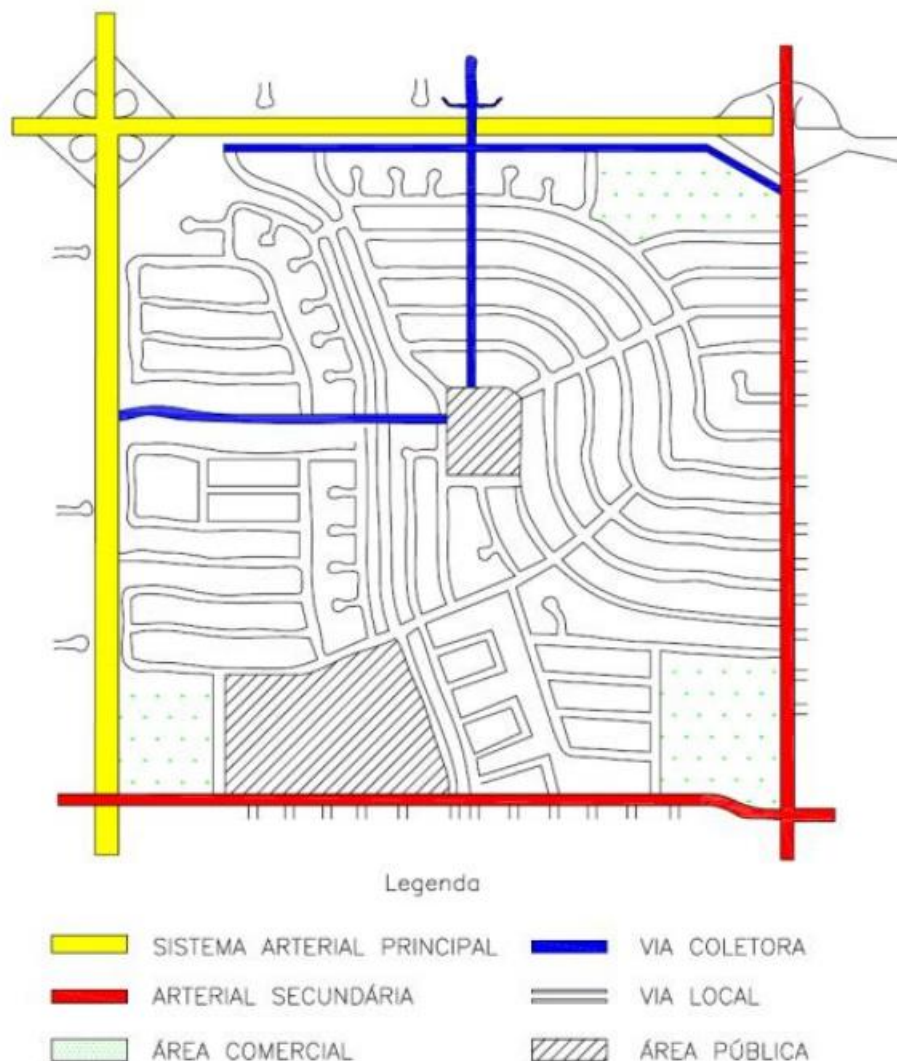 Legenda
SISTEMA ARTERIAL PRINCIPAL
VIA COLETORA
ARTERIAL SECUNDÁRIA
VIA LOCAL
ÁREA COMERCIAL
ÁREA PÚBLICA